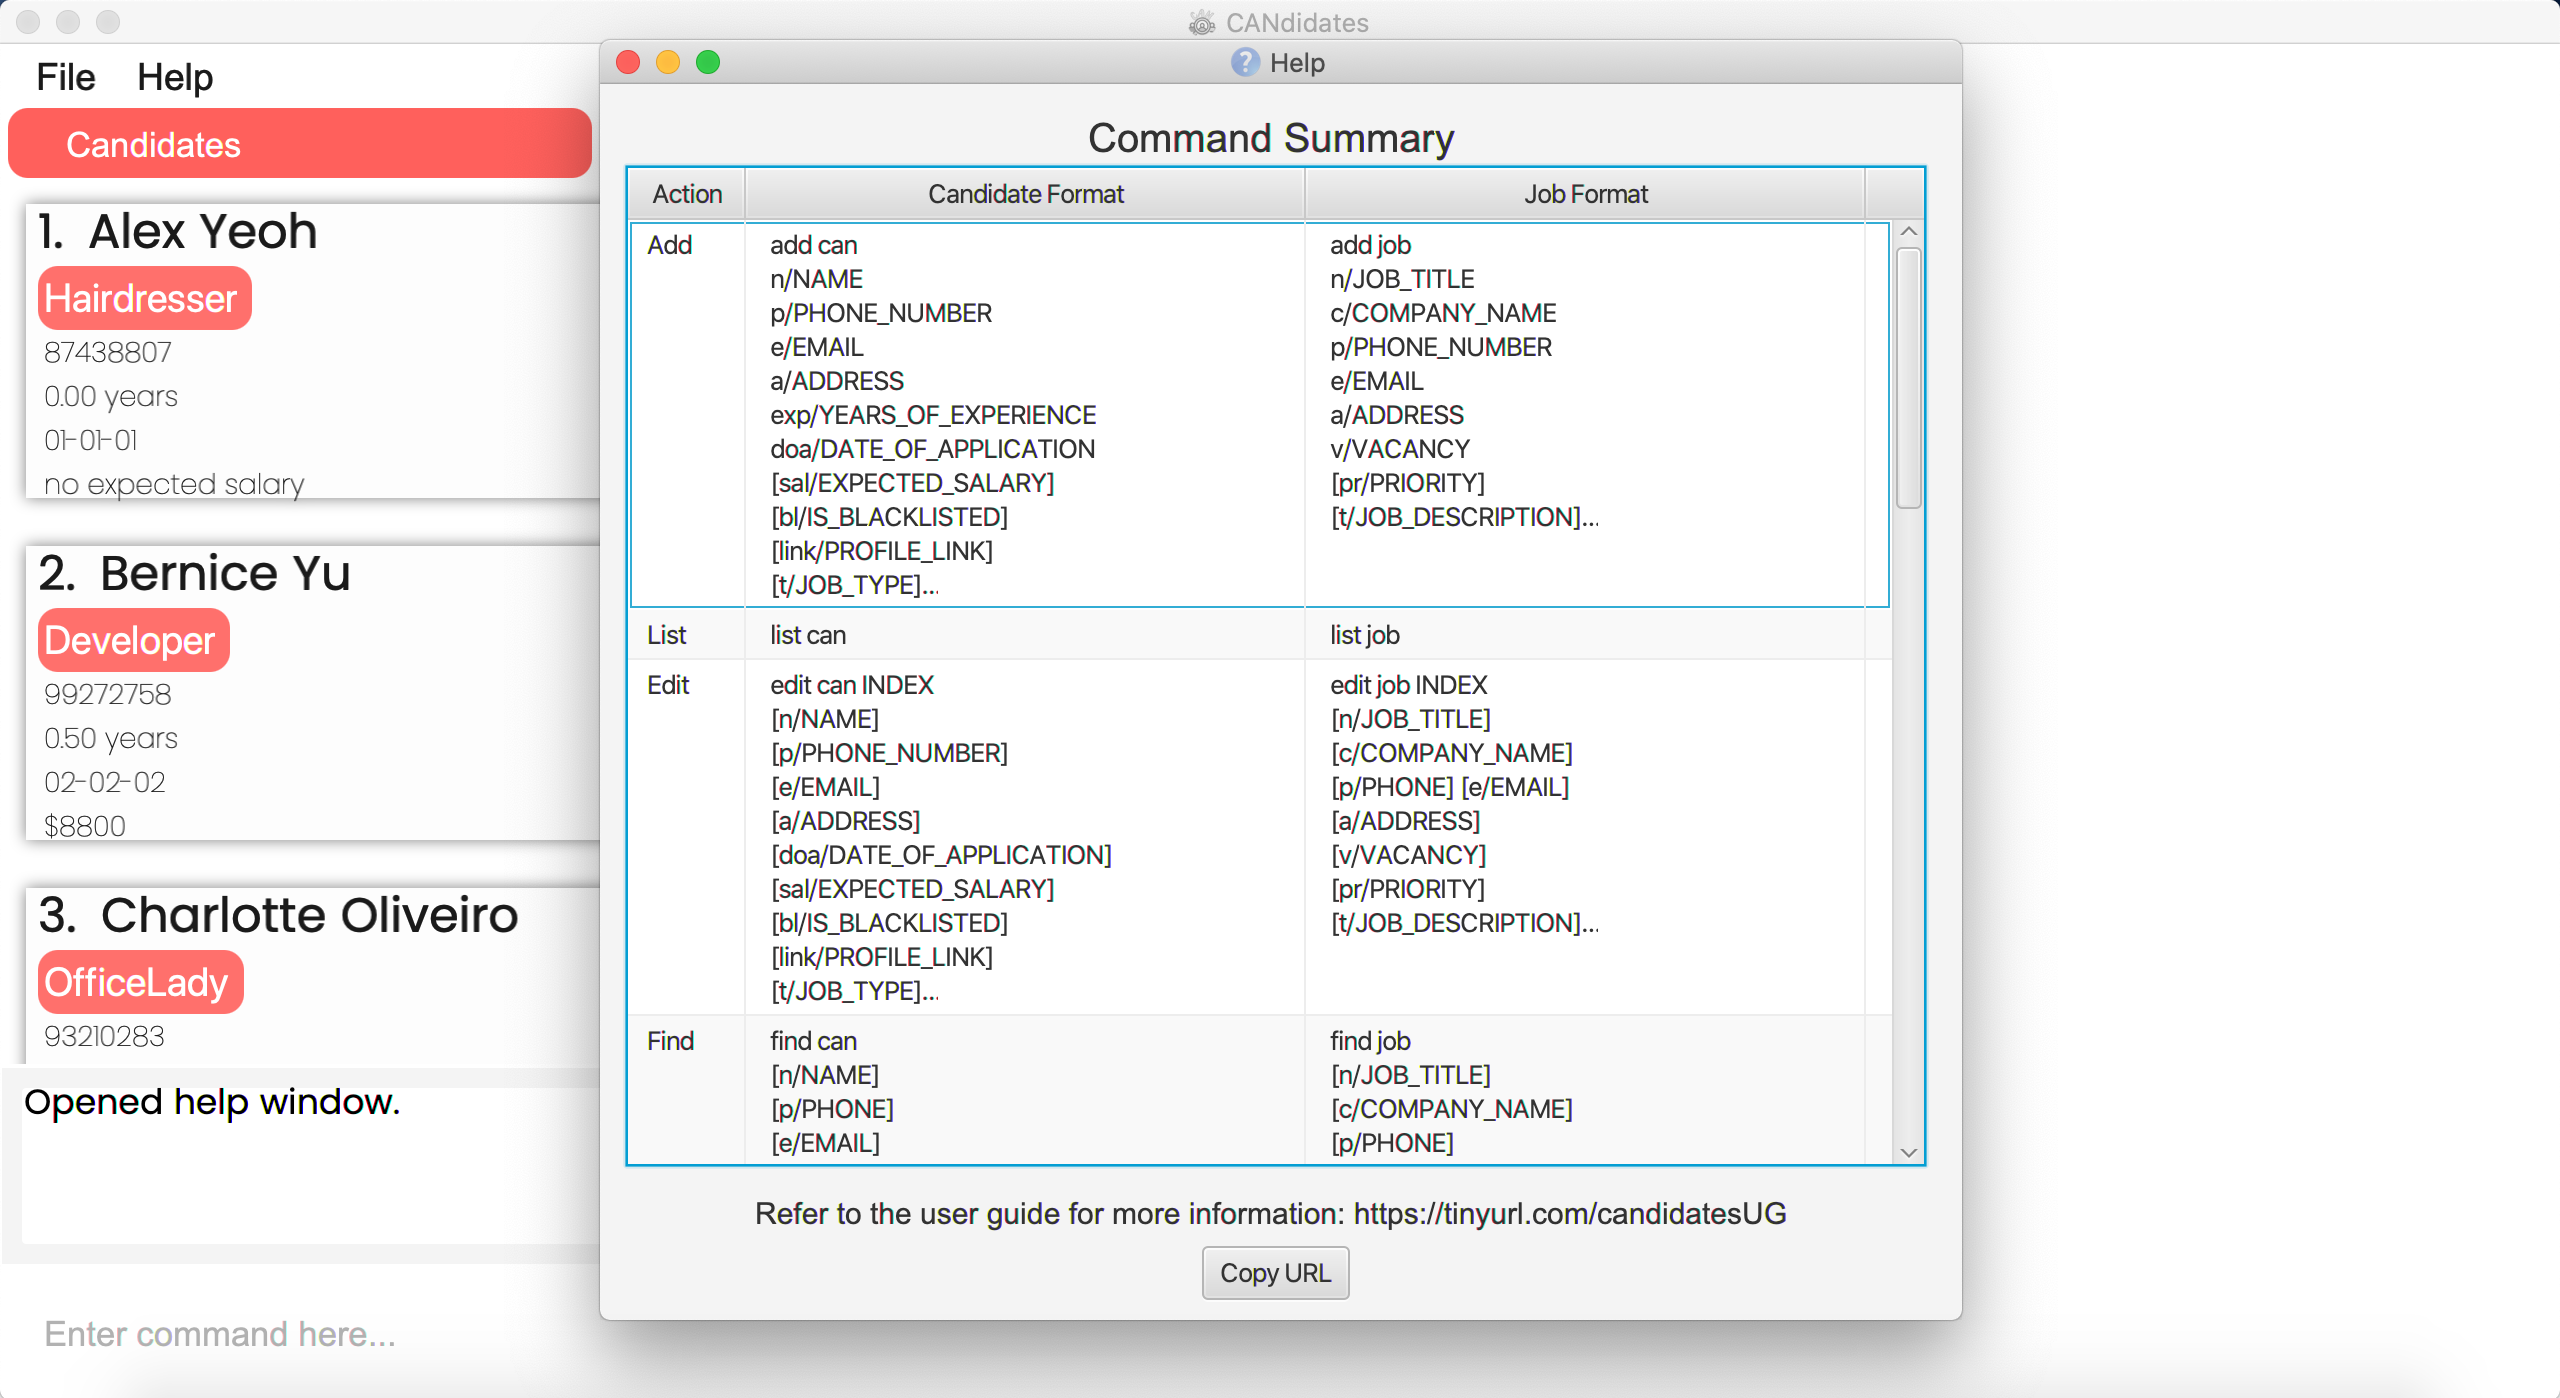 CANdidates
File Help
Candidates
1. Alex Yeoh
Hairdresser
87438807
0.00 years
01-01-01
no expected salary
2. Bernice Yu
Developer
99272758
0.50 years
02-02-02
$8800
3. Charlotte Oliveiro
OfficeLady
93210283
Opened help window.
Enter command here...
Help
Command Summary
Action Candidate Format Job Format
Add
add can
n/NAME
p/PHONE_NUMBER
e/EMAIL
a/ADDRESS
exp/YEARS_OF_EXPERIENCE
doa/DATE_OF_APPLICATION
[sal/EXPECTED_SALARY]
[bl/IS_BLACKLISTED]
[link/PROFILE_LINK]
[t/JOB_TYPE]...
add job
n/JOB_TITLE
c/COMPANY_NAME
p/PHONE_NUMBER
e/EMAIL
a/ADDRESS
v/VACANCY
[pr/PRIORITY]
[t/JOB_DESCRIPTION]...
List list can list job
Edit
edit can INDEX
[n/NAME]
[p/PHONE_NUMBER]
[e/EMAIL]
[a/ADDRESS]
[doa/DATE_OF_APPLICATION]
[sal/EXPECTED_SALARY]
[bl/IS_BLACKLISTED]
[link/PROFILE_LINK]
[t/JOB_TYPE]...
edit job INDEX
[n/JOB_TITLE]
[c/COMPANY_NAME]
[p/PHONE] [e/EMAIL]
[a/ADDRESS]
[v/VACANCY]
[pr/PRIORITY]
[t/JOB_DESCRIPTION]...
Find
find can
[n/NAME]
[p/PHONE]
[e/EMAIL]
find job
[n/JOB_TITLE]
[c/COMPANY_NAME]
[p/PHONE]
Refer to the user guide for more information: https://tinyurl.com/candidatesUG
Copy URL